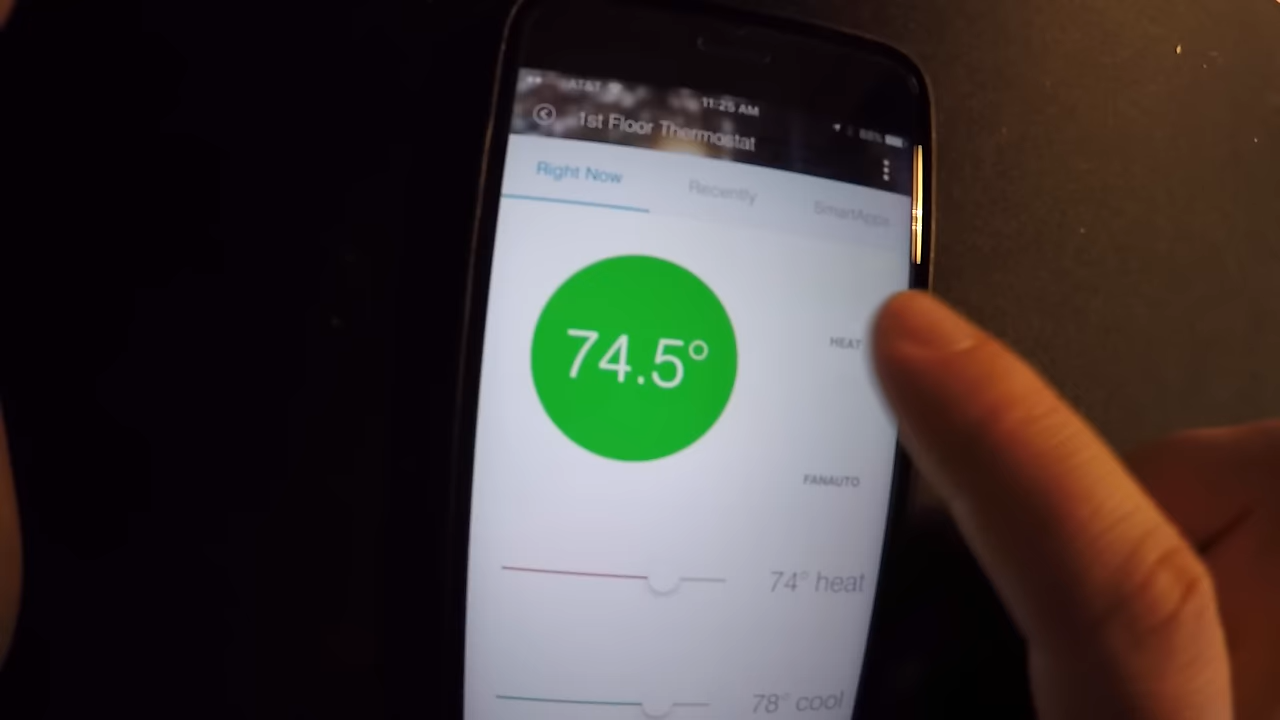 AT&T 11:25 AM 88%
1st Floor Thermostat
Right Now Recently SmartApps
74.5°
HEAT
FANAUTO
74° heat
78° cool